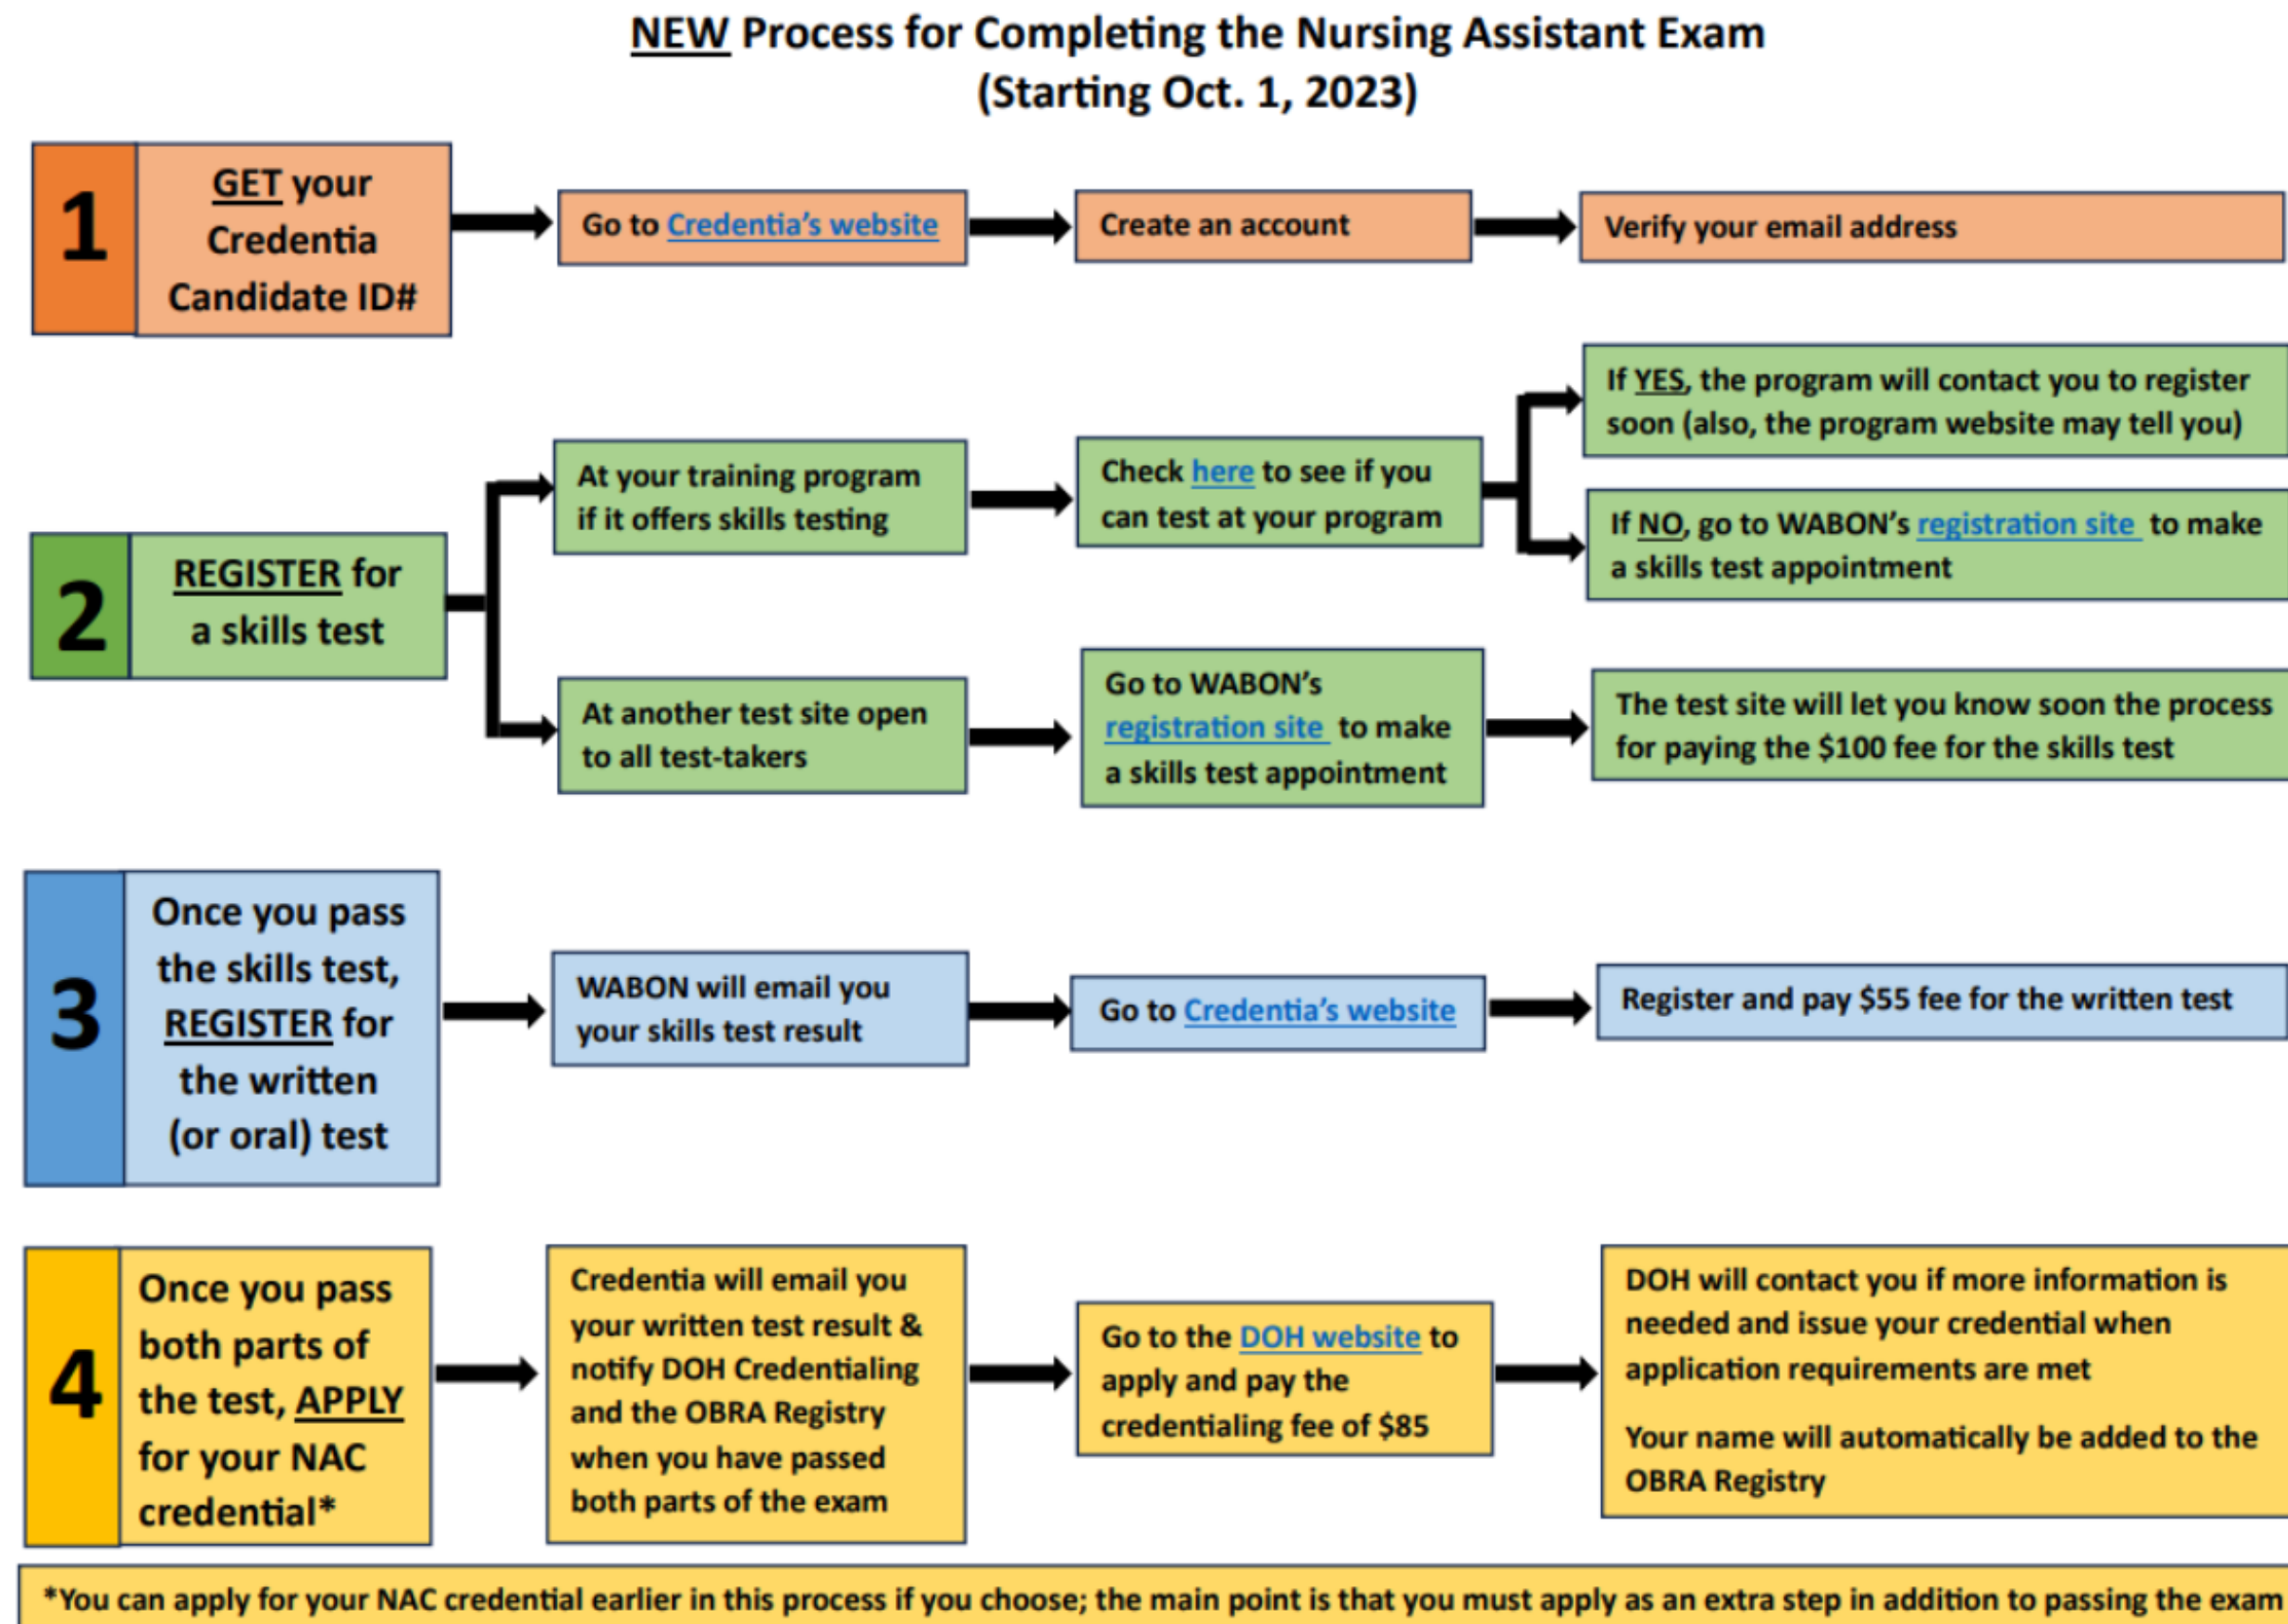 NEW Process for Completing the Nursing Assistant Exam
(Starting Oct. 1, 2023)
1
GET your
Credentia
Candidate ID#
Go to Credentia's website
Create an account
Verify your email address
2
REGISTER for
a skills test
At your training program
if it offers skills testing
Check here to see if you
can test at your program
If YES, the program will contact you to register
soon (also, the program website may tell you)
If NO, go to WABON's registration site to make
a skills test appointment
At another test site open
to all test-takers
Go to WABON's
registration site to make
a skills test appointment
The test site will let you know soon the process
for paying the $100 fee for the skills test
3
Once you pass
the skills test,
REGISTER for
the written
(or oral) test
WABON will email you
your skills test result
Go to Credentia's website
Register and pay $55 fee for the written test
4
Once you pass
both parts of
the test, APPLY
for your NAC
credential*
Credentia will email you
your written test result &
notify DOH Credentialing
and the OBRA Registry
when you have passed
both parts of the exam
Go to the DOH website to
apply and pay the
credentialing fee of $85
DOH will contact you if more information is
needed and issue your credential when
application requirements are met
Your name will automatically be added to the
OBRA Registry
*You can apply for your NAC credential earlier in this process if you choose; the main point is that you must apply as an extra step in addition to passing the exam